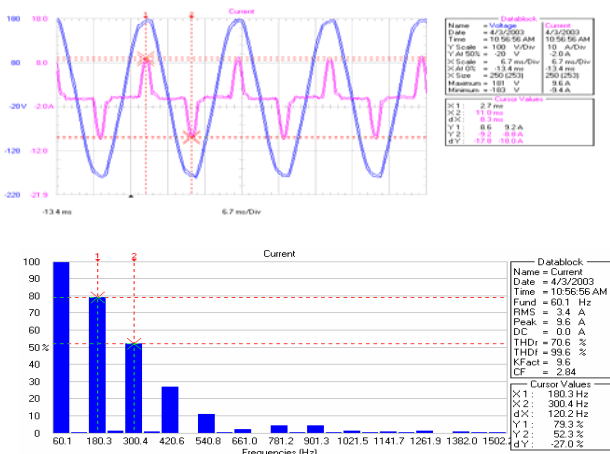 Current
180 18.0
80 8.0
-20V -2.0A
-120 -12.0
-220 -21.9
-13.4 ms 6.7 ms/Div
1 2
Datablock
Name = Voltage Current
Date = 4/3/2003 4/3/2003
Time = 10:56:56 AM 10:56:56 AM
Y Scale = 100 V/Div 10 A/Div
Y At 50% = -20 V -2.0 A
X Scale = 6.7 ms/Div 6.7 ms/Div
X At 0% = -13.4 ms -13.4 ms
X Size = 250 (253) 250 (253)
Maximum = 181 V 9.6 A
Minimum = -183 V -9.4 A
Cursor Values
X1: 2.7 ms
X2: 11.0 ms
dX: 8.3 ms
Y1: 8.6 9.2 A
Y2: -9.2 -8.8 A
dY: -17.8 -18.0 A
Current
1 2
100
90
80
70
60
50 %
40
30
20
10
0
60.1 180.3 300.4 420.6 540.8 661.0 781.2 901.3 1021.5 1141.7 1261.9 1382.0 1502.
Frequencies (Hz)
Datablock
Name = Current
Date = 4/3/2003
Time = 10:56:56 AM
Fund = 60.1 Hz
RMS = 3.4 A
Peak = 9.6 A
DC = 0.0 A
THDr = 70.6 %
THDf = 99.6 %
KFact = 9.6
CF = 2.84
Cursor Values
X1: 180.3 Hz
X2: 300.4 Hz
dX: 120.2 Hz
Y1: 79.3 %
Y2: 52.3 %
dY: -27.0 %